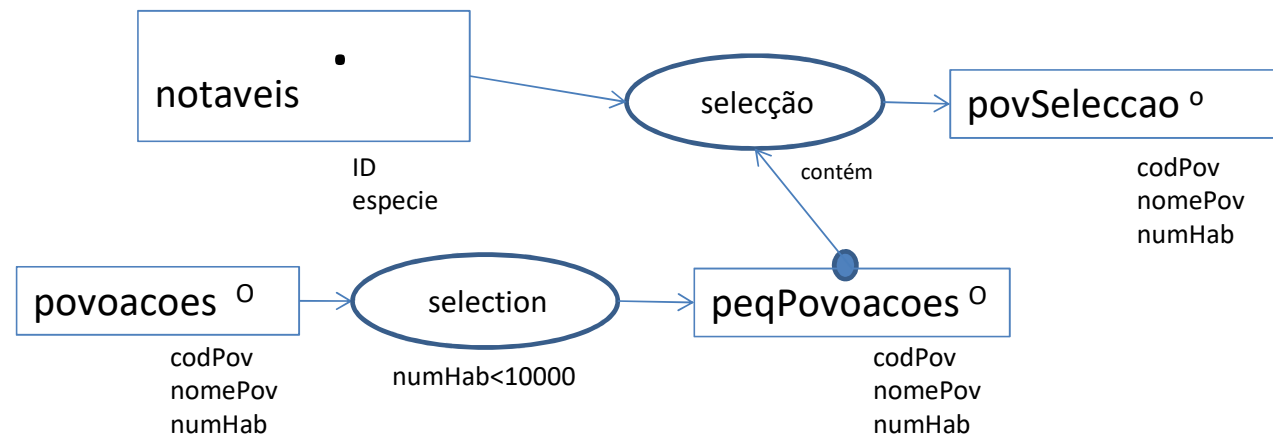 notaveis
selecção
povSeleccao o
ID
especie
contém
codPov
nomePov
numHab
povoacoes O
selection
peqPovoacoes O
codPov
nomePov
numHab
numHab<10000
codPov
nomePov
numHab